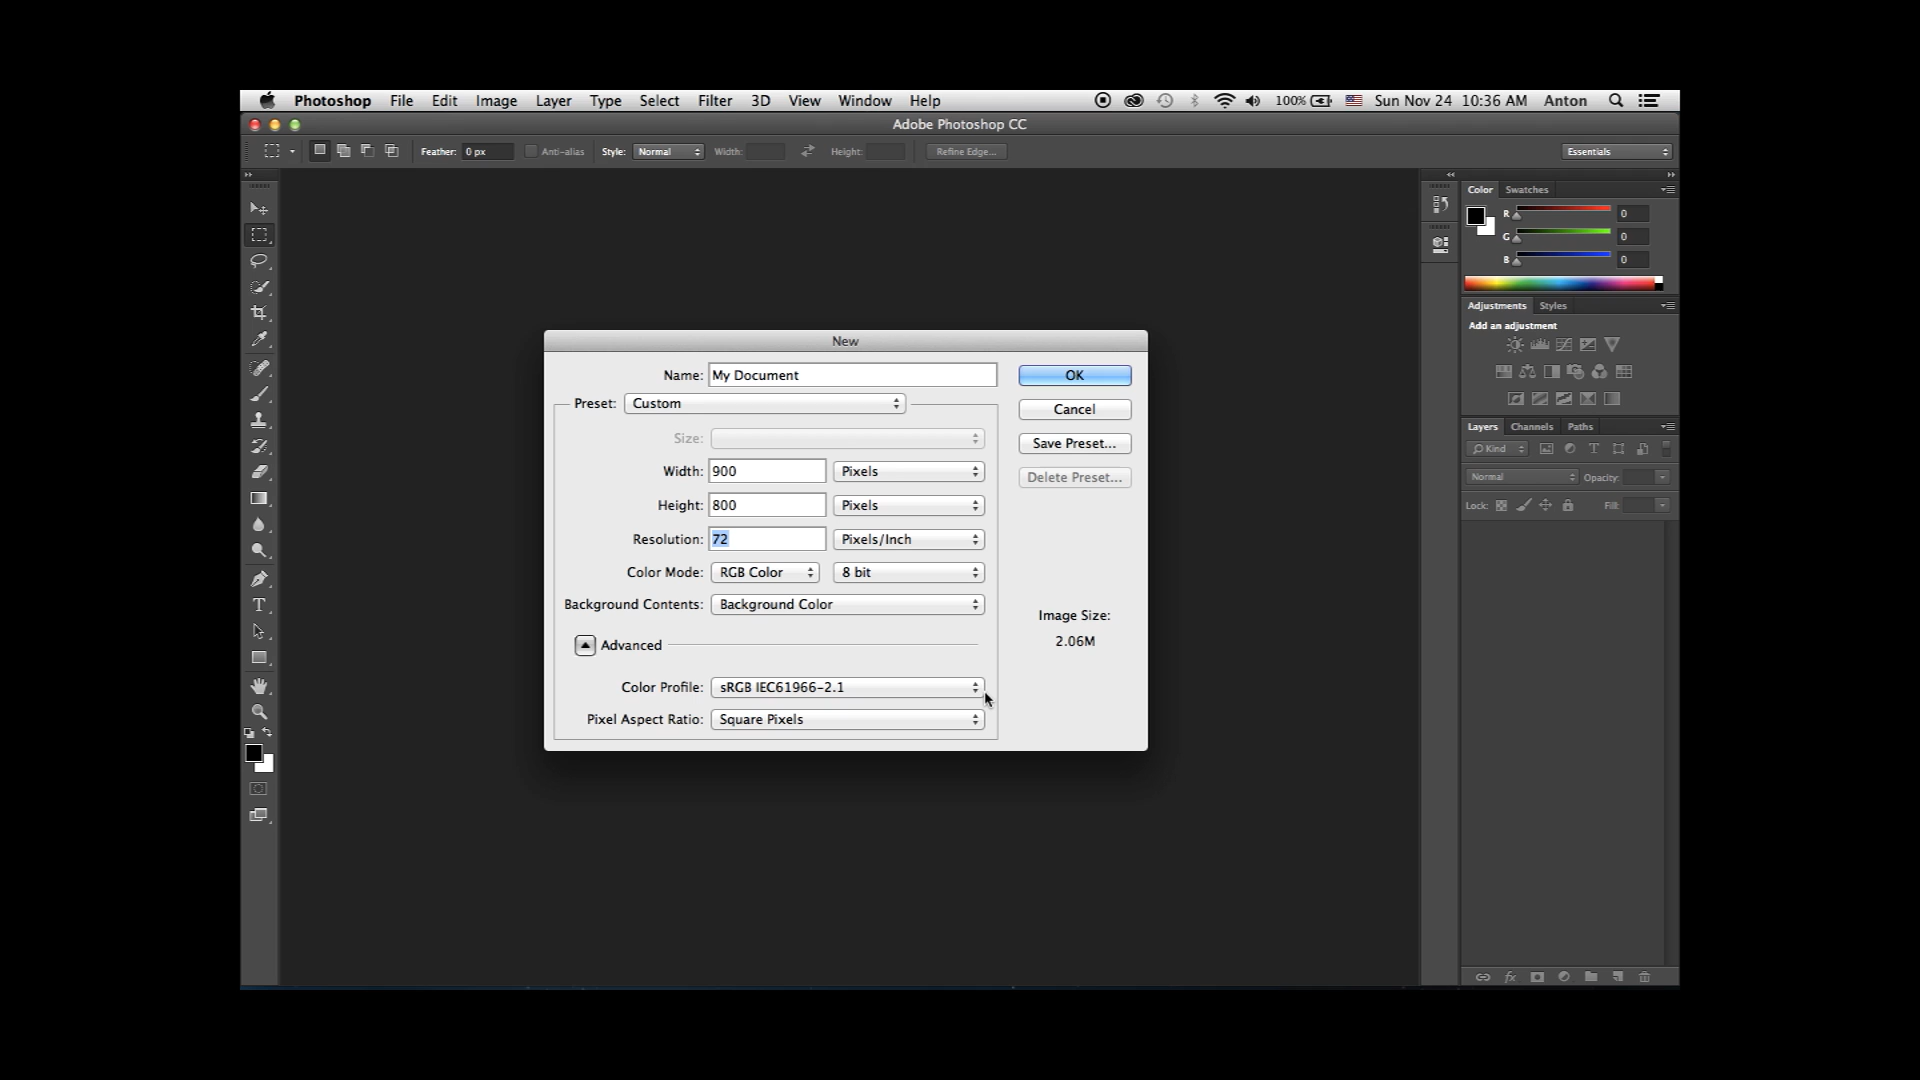 Photoshop File Edit Image Layer Type Select Filter 3D View Window Help 100% Sun Nov 24 10:36 AM Anton
Adobe Photoshop CC
Feather: 0 px Anti-alias Style: Normal Width: Height: Refine Edge... Essentials
Color Swatches
R 0
G 0
B 0
Adjustments Styles
Add an adjustment
Layers Channels Paths
Kind T
Normal Opacity:
Lock: Fill:
fx
T
New
Name: My Document OK
Preset: Custom Cancel
Size: Save Preset...
Width: 900 Pixels Delete Preset...
Height: 800 Pixels
Resolution: 72 Pixels/Inch
Color Mode: RGB Color 8 bit
Background Contents: Background Color Image Size:
Advanced 2.06M
Color Profile: sRGB IEC61966-2.1
Pixel Aspect Ratio: Square Pixels